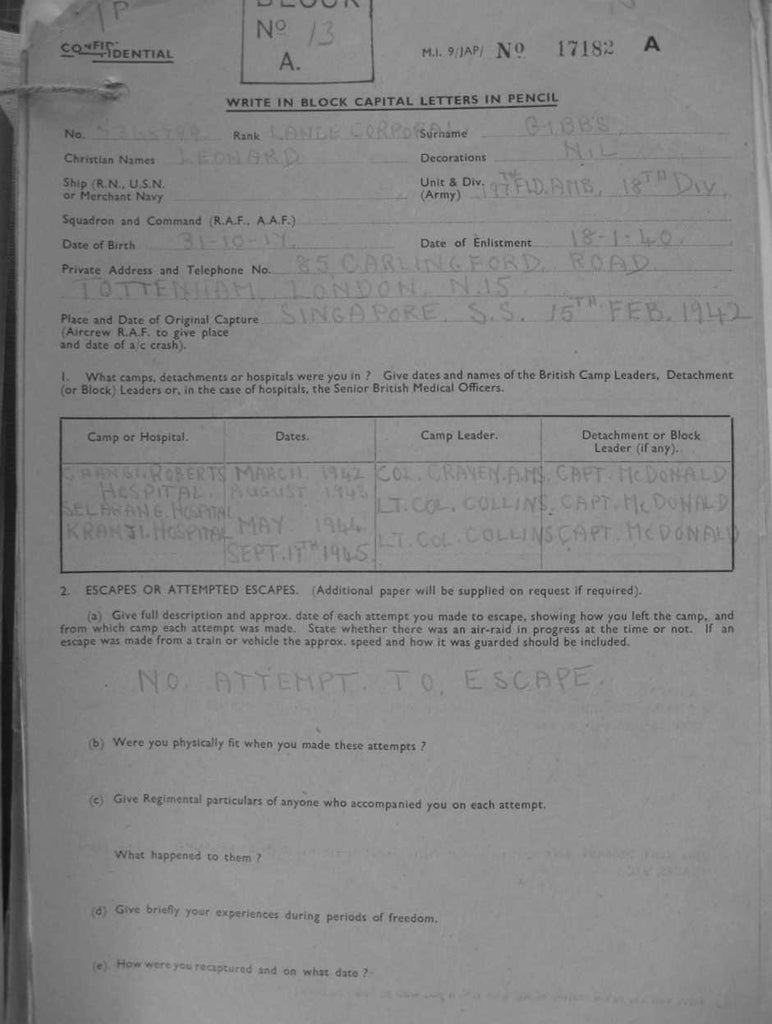 1P
BLOCK
Nº 13
A.
CONFIDENTIAL
M.I. 9/JAP/ Nº 17182 A
WRITE IN BLOCK CAPITAL LETTERS IN PENCIL
No. Rank LANCE CORPORAL Surname GIBBS.
Christian Names LEONARD Decorations NIL
Ship (R.N., U.S.N. or Merchant Navy
Unit & Div. (Army) 197TH FLD. AMB, 18TH DIV
Squadron and Command (R.A.F., A.A.F.)
Date of Birth 31-10-17. Date of Enlistment 18-1-40.
Private Address and Telephone No. 85, CARLINGFORD, ROAD
TOTTENHAM, LONDON, N.15
Place and Date of Original Capture SINGAPORE. S.S. 15TH FEB. 1942
(Aircrew R.A.F. to give place
and date of a/c crash).
1. What camps, detachments or hospitals were you in ? Give dates and names of the British Camp Leaders, Detachment
(or Block) Leaders or, in the case of hospitals, the Senior British Medical Officers.
Camp or Hospital. Dates. Camp Leader. Detachment or Block
Leader (if any).
CHANGI. ROBERTS MARCH. 1942 COL. CRAVEN. A.MS. CAPT. MCDONALD
HOSPITAL. AUGUST 1943
SELARANG. HOSPITAL LT. COL. COLLINS. CAPT. MCDONALD
KRANJI. HOSPITAL MAY 1944 LT. COL. COLLINS CAPT. MCDONALD
SEPT. 17TH 1945
2. ESCAPES OR ATTEMPTED ESCAPES. (Additional paper will be supplied on request if required).
(a) Give full description and approx. date of each attempt you made to escape, showing how you left the camp, and
from which camp each attempt was made. State whether there was an air-raid in progress at the time or not. If an
escape was made from a train or vehicle the approx. speed and how it was guarded should be included.
NO. ATTEMPT. TO. ESCAPE.
(b) Were you physically fit when you made these attempts ?
(c) Give Regimental particulars of anyone who accompanied you on each attempt.
What happened to them ?
(d) Give briefly your experiences during periods of freedom.
(e) How were you recaptured and on what date ?